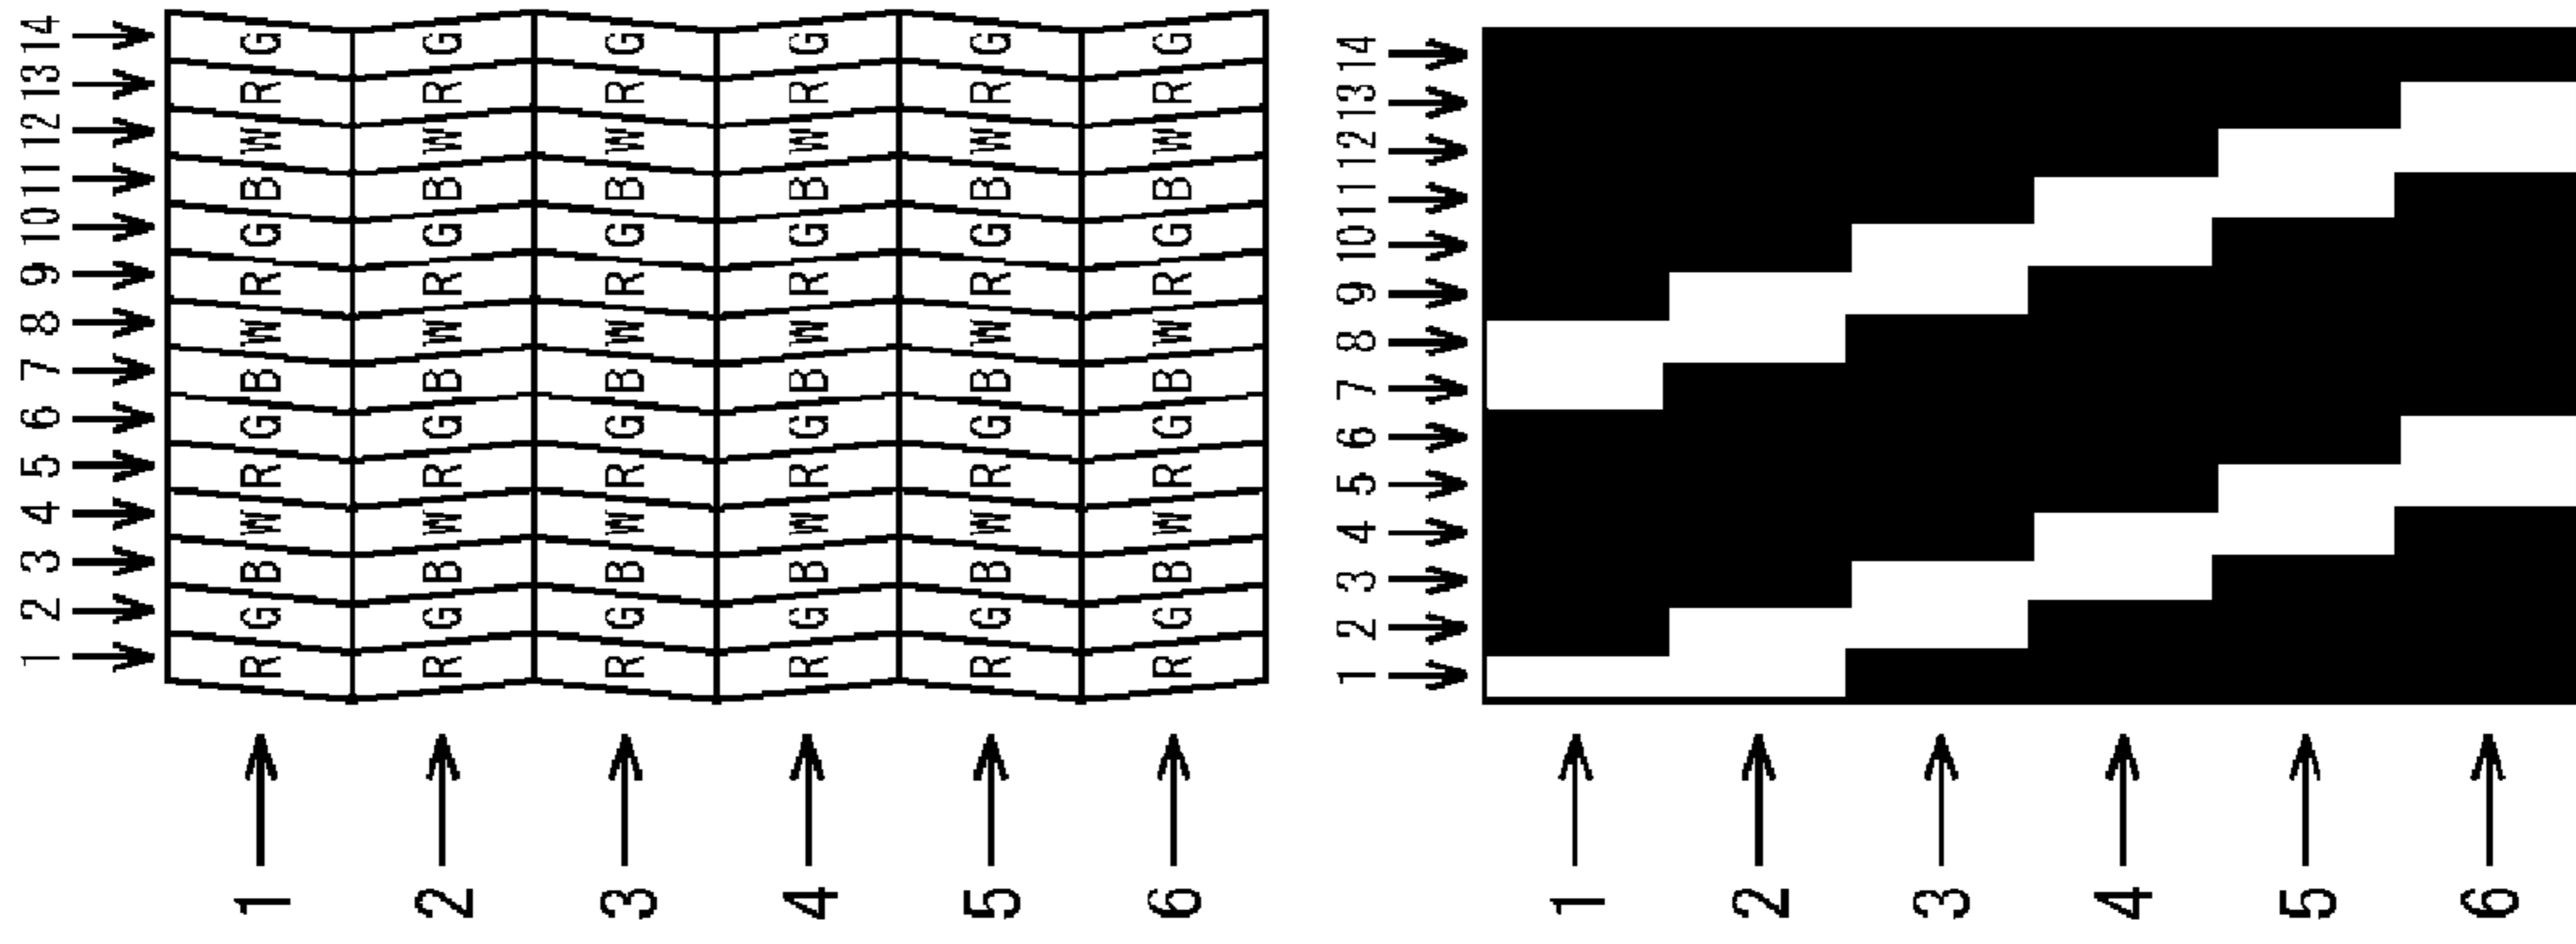 1 2 3 4 5 6 7 8 9 10 11 12 13 14
1 R G B W R G B W R G B W R G
2 R G B W R G B W R G B W R G
3 R G B W R G B W R G B W R G
4 R G B W R G B W R G B W R G
5 R G B W R G B W R G B W R G
6 R G B W R G B W R G B W R G
1 2 3 4 5 6 7 8 9 10 11 12 13 14
1
2
3
4
5
6